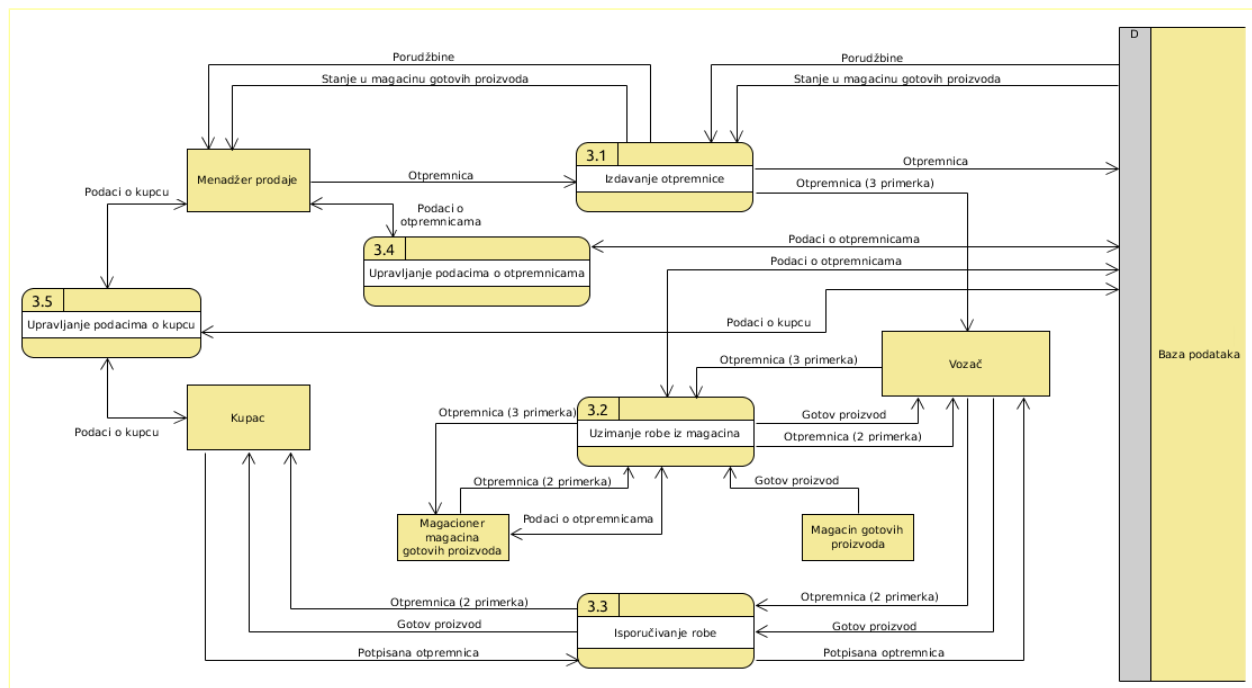 D
Porudžbine
Porudžbine
Stanje u magacinu gotovih proizvoda
Stanje u magacinu gotovih proizvoda
3.1
Izdavanje otpremnice
Menadžer prodaje
Otpremnica
Otpremnica
Otpremnica (3 primerka)
Podaci o kupcu
Podaci o
otpremnicama
3.4
Upravljanje podacima o otpremnicama
Podaci o otpremnicama
Podaci o otpremnicama
3.5
Upravljanje podacima o kupcu
Podaci o kupcu
Baza podataka
Otpremnica (3 primerka)
Vozač
Kupac
Podaci o kupcu
Otpremnica (3 primerka)
3.2
Uzimanje robe iz magacina
Gotov proizvod
Otpremnica (2 primerka)
Otpremnica (2 primerka)
Gotov proizvod
Podaci o otpremnicama
Magacioner
magacina
gotovih proizvoda
Magacin gotovih
proizvoda
Otpremnica (2 primerka)
3.3
Isporučivanje robe
Otpremnica (2 primerka)
Gotov proizvod
Gotov proizvod
Potpisana otpremnica
Potpisana optremnica